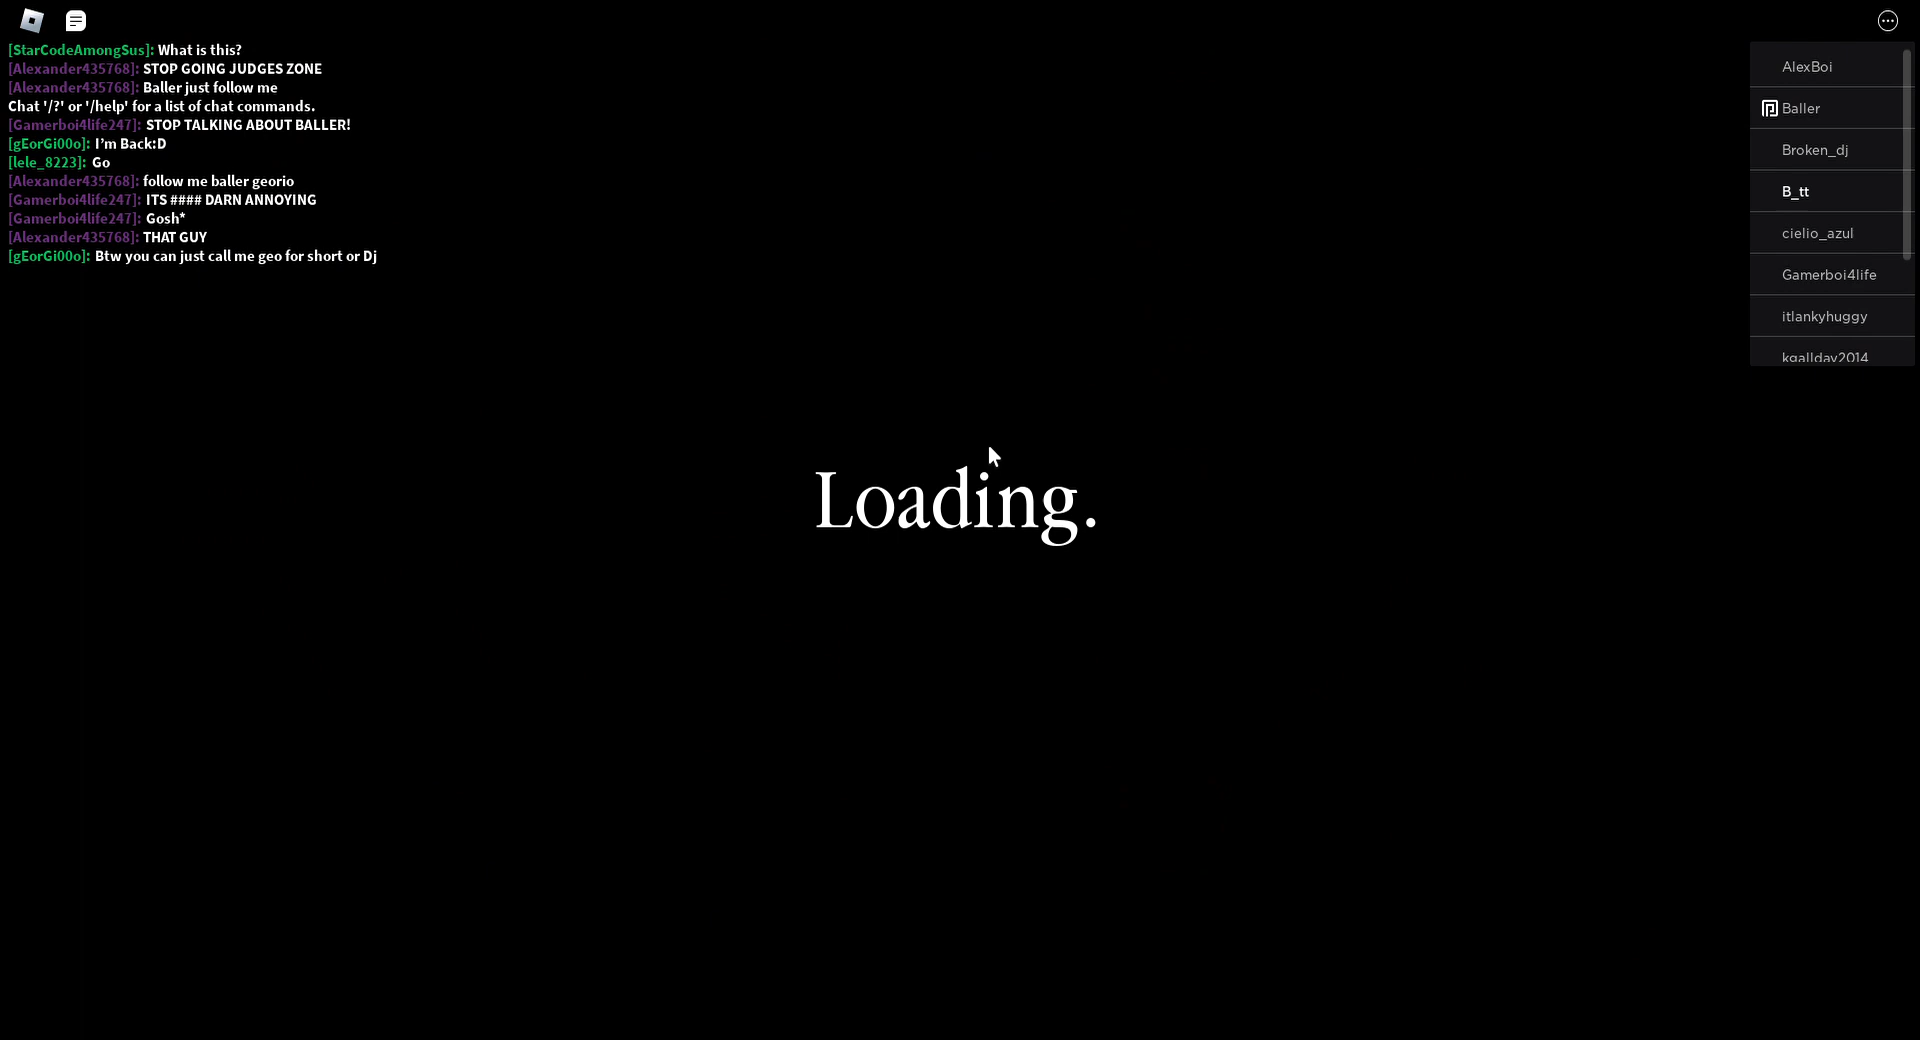 [StarCodeAmongSus]: What is this?
[Alexander435768]: STOP GOING JUDGES ZONE
[Alexander435768]: Baller just follow me
Chat '/?' or '/help' for a list of chat commands.
[Gamerboi4life247]: STOP TALKING ABOUT BALLER!
[gEorGi00o]: I'm Back:D
[lele_8223]: Go
[Alexander435768]: follow me baller georio
[Gamerboi4life247]: ITS #### DARN ANNOYING
[Gamerboi4life247]: Gosh*
[Alexander435768]: THAT GUY
[gEorGi00o]: Btw you can just call me geo for short or Dj
AlexBoi
Baller
Broken_dj
B_tt
cielio_azul
Gamerboi4life
itlankyhuggy
kgallday2014
Loading.